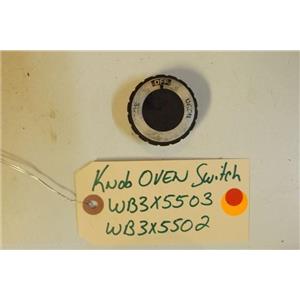 OFF
Knob OVEN Switch
WB3X5503
WB3X5502